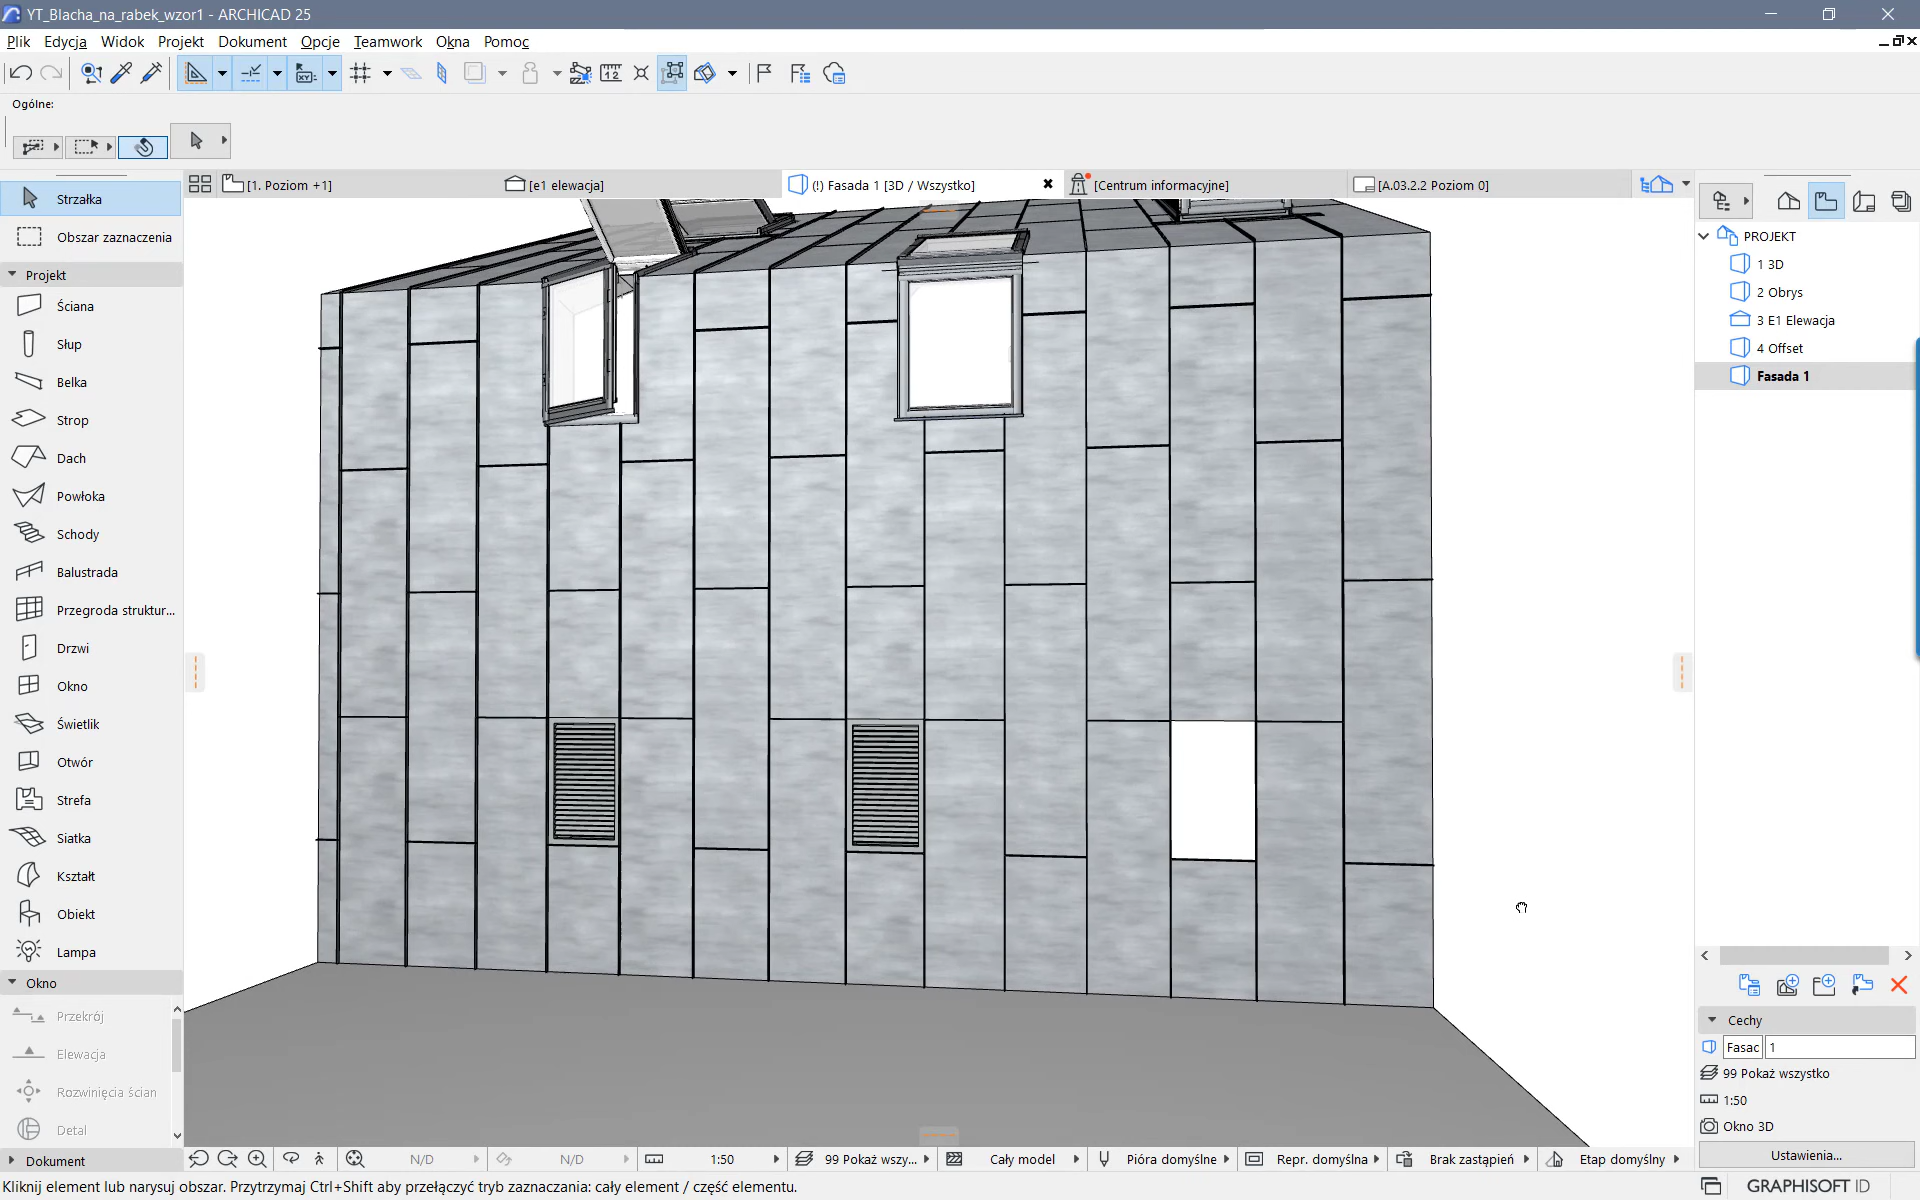 YT_Blacha_na_rabek_wzor1 - ARCHICAD 25
Plik Edycja Widok Projekt Dokument Opcje Teamwork Okna Pomoc
Ogólne:
[1. Poziom +1]
[e1 elewacja]
(!) Fasada 1 [3D / Wszystko]
[Centrum informacyjne]
[A.03.2.2 Poziom 0]
Strzałka
Obszar zaznaczenia
Projekt
Ściana
Słup
Belka
Strop
Dach
Powłoka
Schody
Balustrada
Przegroda struktur...
Drzwi
Okno
Świetlik
Otwór
Strefa
Siatka
Kształt
Obiekt
Lampa
Okno
Przekrój
Elewacja
Rozwinięcia ścian
Detal
Dokument
PROJEKT
1 3D
2 Obrys
3 E1 Elewacja
4 Offset
Fasada 1
Cechy
Fasac 1
99 Pokaż wszystko
1:50
Okno 3D
Ustawienia...
N/D
N/D
1:50
99 Pokaż wszy...
Cały model
Pióra domyślne
Repr. domyślna
Brak zastąpień
Etap domyślny
Kliknij element lub narysuj obszar. Przytrzymaj Ctrl+Shift aby przełączyć tryb zaznaczania: cały element / część elementu.
GRAPHISOFT ID